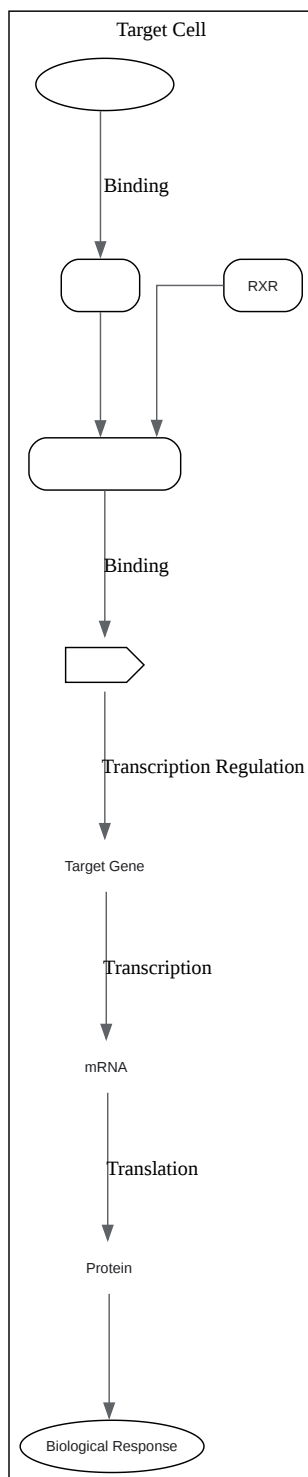 Target Cell
Binding
RXR
Binding
Transcription Regulation
Target Gene
Transcription
mRNA
Translation
Protein
Biological Response